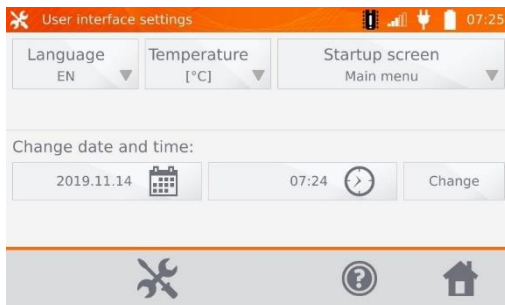 User interface settings 07:25
Language Temperature Startup screen
EN [°C] Main menu
Change date and time:
2019.11.14 07:24 Change